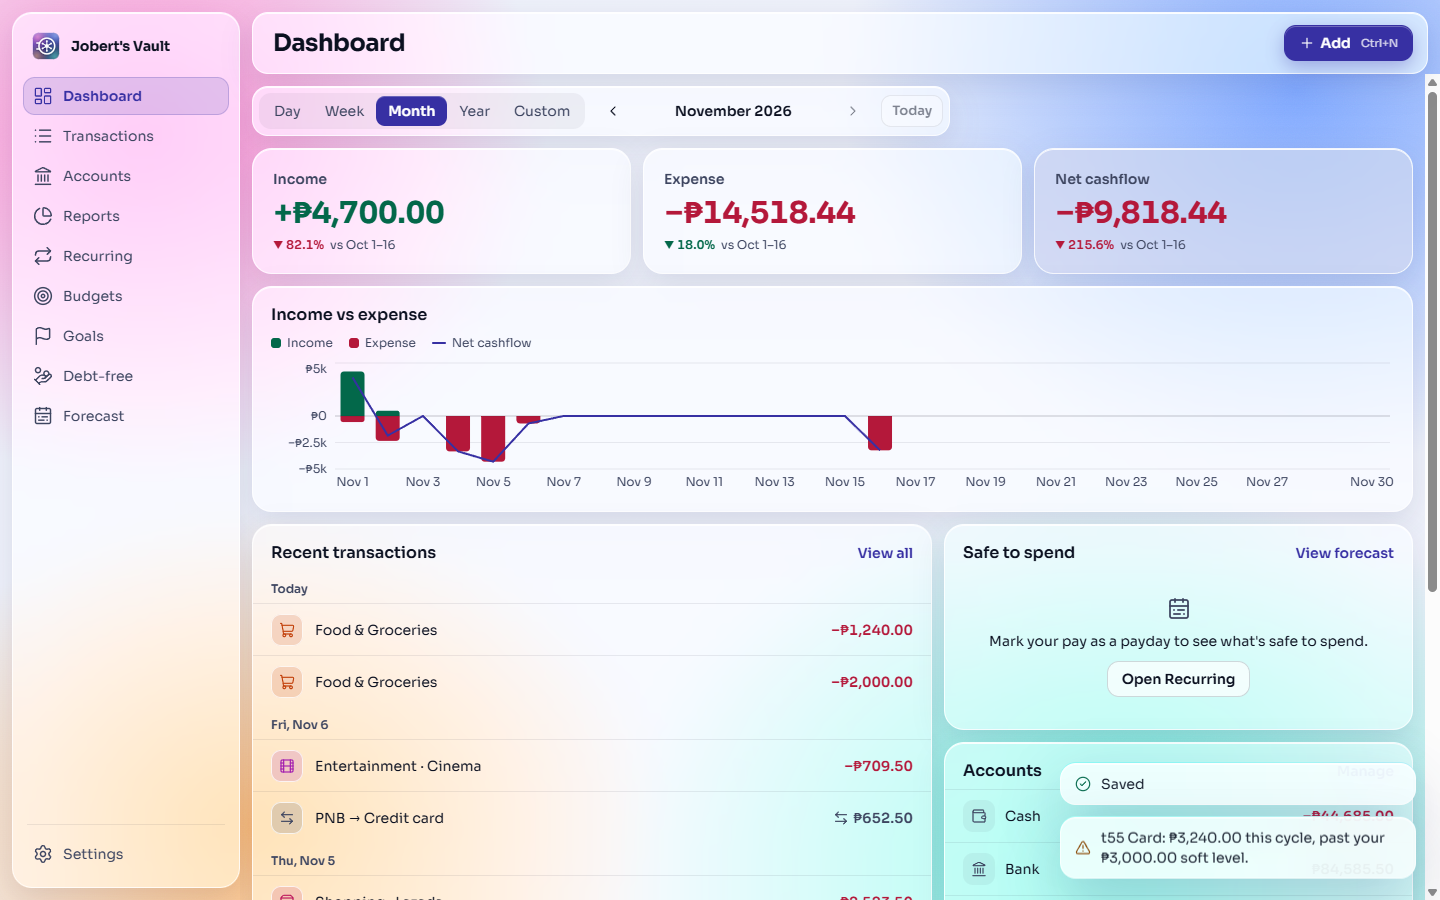 Jobert's Vault
Dashboard
Transactions
Accounts
Reports
Recurring
Budgets
Goals
Debt-free
Forecast
Settings
Dashboard
Add Ctrl+N
Day Week Month Year Custom
November 2026
Today
Income
+₱4,700.00
▼ 82.1% vs Oct 1–16
Expense
−₱14,518.44
▼ 18.0% vs Oct 1–16
Net cashflow
−₱9,818.44
▼ 215.6% vs Oct 1–16
Income vs expense
Income Expense Net cashflow
₱5k
₱0
−₱2.5k
−₱5k
Nov 1 Nov 3 Nov 5 Nov 7 Nov 9 Nov 11 Nov 13 Nov 15 Nov 17 Nov 19 Nov 21 Nov 23 Nov 25 Nov 27 Nov 30
Recent transactions View all
Today
Food & Groceries −₱1,240.00
Food & Groceries −₱2,000.00
Fri, Nov 6
Entertainment · Cinema −₱709.50
PNB → Credit card ₱652.50
Thu, Nov 5
Safe to spend View forecast
Mark your pay as a payday to see what's safe to spend.
Open Recurring
Accounts Manage
Cash −₱44,685.00
Bank ₱84,585.50
Saved
t55 Card: ₱3,240.00 this cycle, past your
₱3,000.00 soft level.